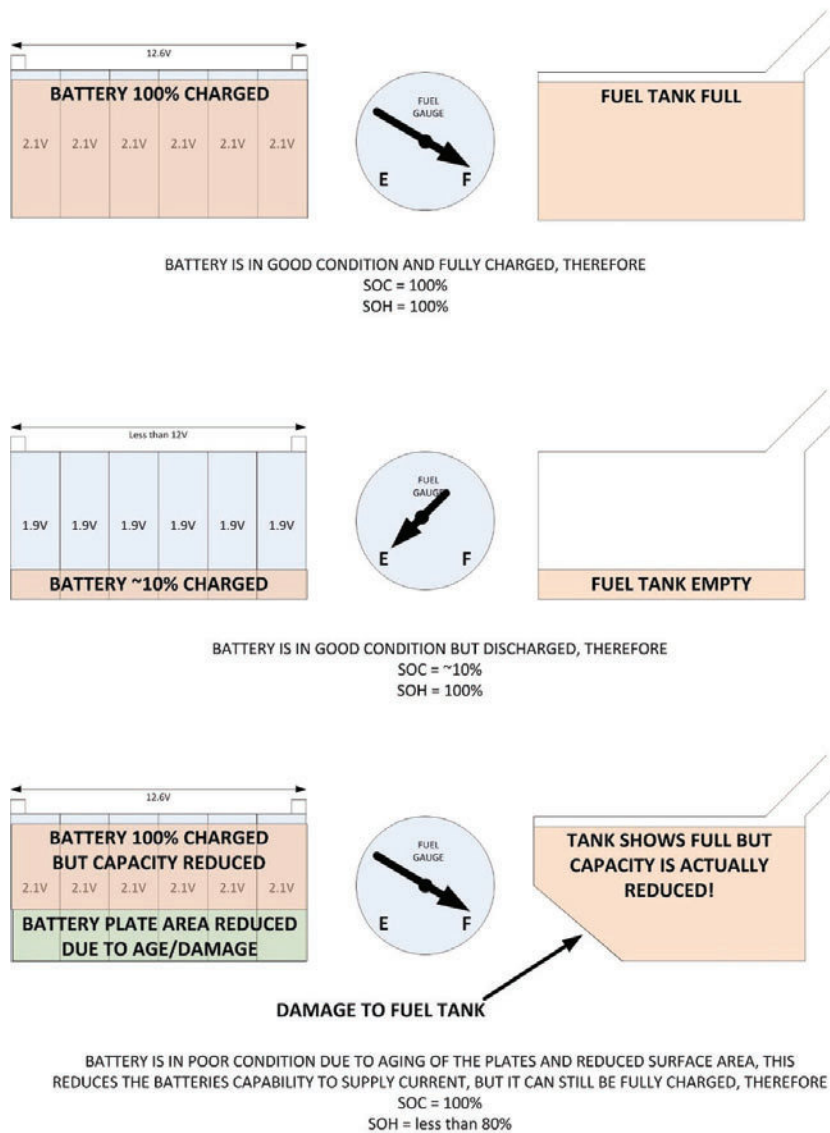 12.6V
BATTERY 100% CHARGED
2.1V 2.1V 2.1V 2.1V 2.1V 2.1V
FUEL
GAUGE
E F
FUEL TANK FULL
BATTERY IS IN GOOD CONDITION AND FULLY CHARGED, THEREFORE
SOC = 100%
SOH = 100%
Less than 12V
1.9V 1.9V 1.9V 1.9V 1.9V 1.9V
BATTERY ~10% CHARGED
FUEL
GAUGE
E F
FUEL TANK EMPTY
BATTERY IS IN GOOD CONDITION BUT DISCHARGED, THEREFORE
SOC = ~10%
SOH = 100%
12.6V
BATTERY 100% CHARGED
BUT CAPACITY REDUCED
2.1V 2.1V 2.1V 2.1V 2.1V 2.1V
BATTERY PLATE AREA REDUCED
DUE TO AGE/DAMAGE
FUEL
GAUGE
E F
TANK SHOWS FULL BUT
CAPACITY IS ACTUALLY
REDUCED!
DAMAGE TO FUEL TANK
BATTERY IS IN POOR CONDITION DUE TO AGING OF THE PLATES AND REDUCED SURFACE AREA, THIS
REDUCES THE BATTERIES CAPABILITY TO SUPPLY CURRENT, BUT IT CAN STILL BE FULLY CHARGED, THEREFORE
SOC = 100%
SOH = less than 80%